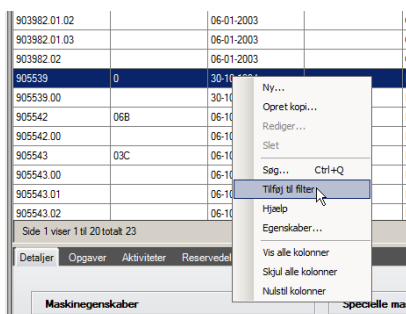 903982.01.02 06-01-2003
903982.01.03 06-01-2003
903982.02 06-01-2003
905539 0 30-10-1994
905539.00 30-10
905542 06B 06-10
905542.00 06-10
905543 03C 06-10
905543.00 06-10
905543.01 06-10
905543.02 06-10
Ny...
Opret kopi...
Rediger...
Slet
Søg... Ctrl+Q
Tilføj til filter
Hjælp
Egenskaber...
Vis alle kolonner
Skjul alle kolonner
Nulstil kolonner
Side 1 viser 1 til 20 totalt 23
Detaljer Opgaver Aktiviteter Reservedel
Maskinegenskaber Specielle ma